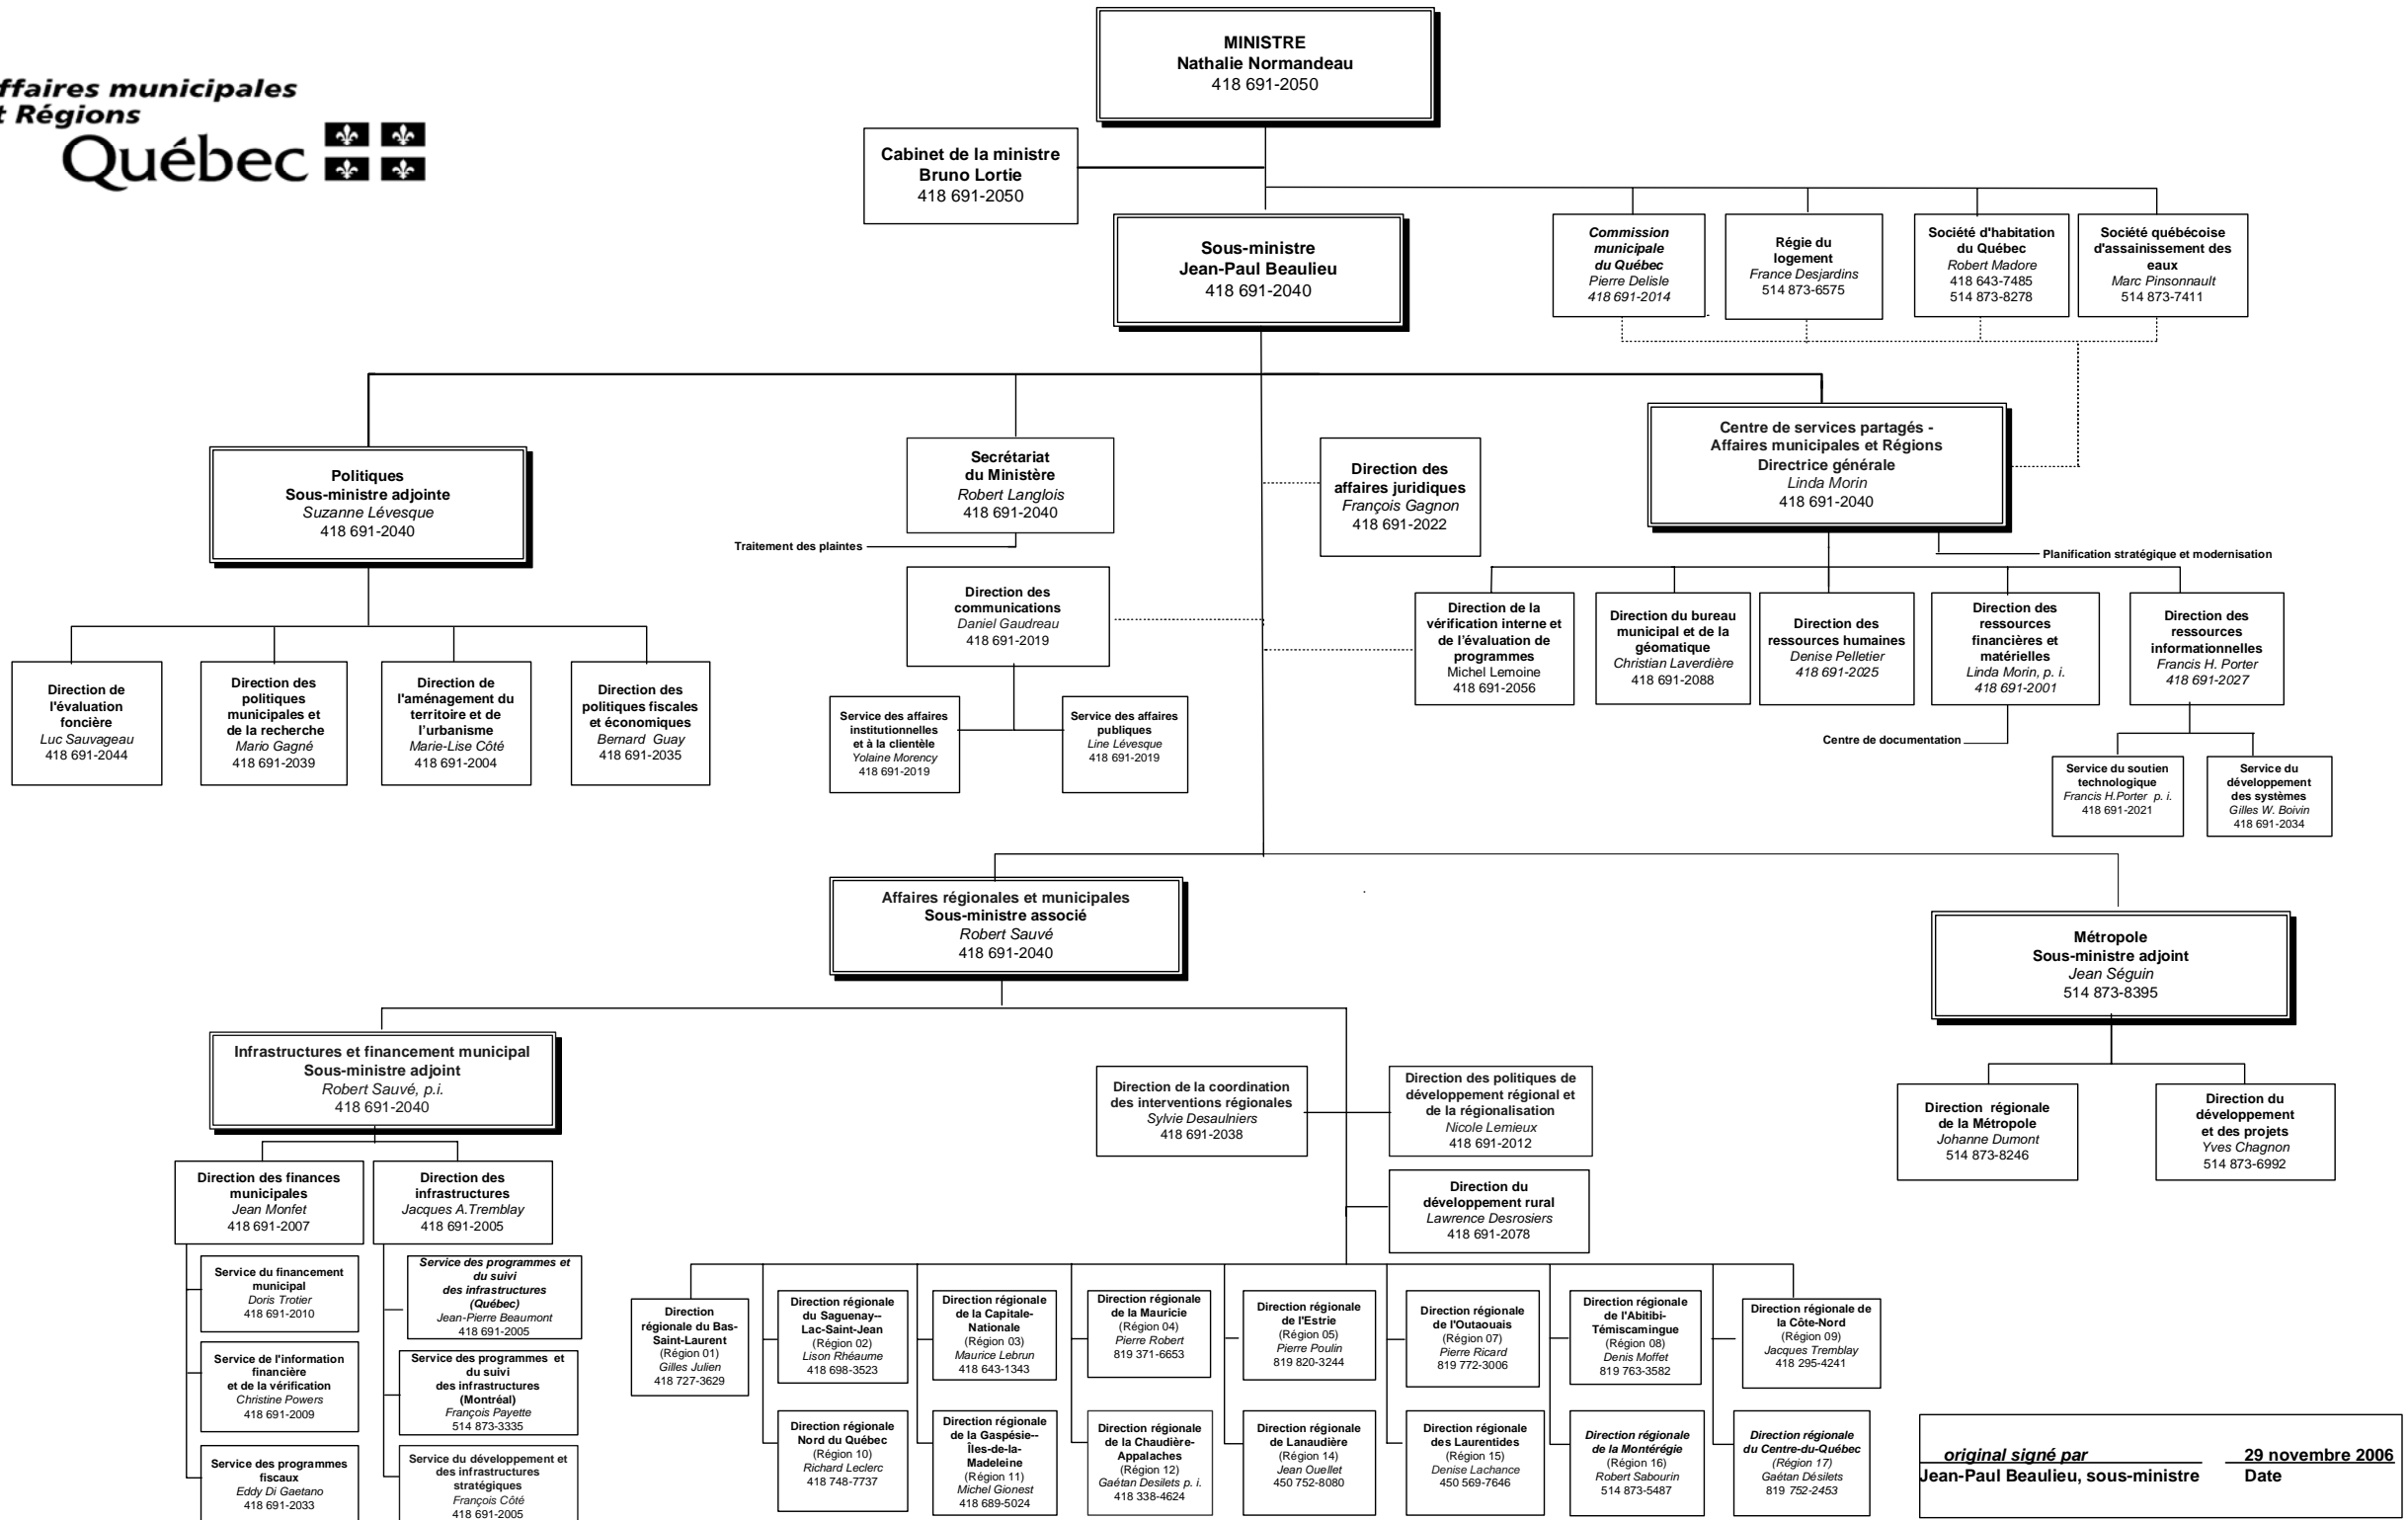 ffaires municipales
t Régions
Québec
MINISTRE
Nathalie Normandeau
418 691-2050
Cabinet de la ministre
Bruno Lortie
418 691-2050
Sous-ministre
Jean-Paul Beaulieu
418 691-2040
Commission
municipale
du Québec
Pierre Delisle
418 691-2014
Régie du
logement
France Desjardins
514 873-6575
Société d'habitation
du Québec
Robert Madore
418 643-7485
514 873-8278
Société québécoise
d'assainissement des
eaux
Marc Pinsonnault
514 873-7411
Politiques
Sous-ministre adjointe
Suzanne Lévesque
418 691-2040
Secrétariat
du Ministère
Robert Langlois
418 691-2040
Traitement des plaintes
Direction des
affaires juridiques
François Gagnon
418 691-2022
Centre de services partagés -
Affaires municipales et Régions
Directrice générale
Linda Morin
418 691-2040
Planification stratégique et modernisation
Direction des
communications
Daniel Gaudreau
418 691-2019
Service des affaires
institutionnelles
et à la clientèle
Yolaine Morency
418 691-2019
Service des affaires
publiques
Line Lévesque
418 691-2019
Direction de
l'évaluation
foncière
Luc Sauvageau
418 691-2044
Direction des
politiques
municipales et
de la recherche
Mario Gagné
418 691-2039
Direction de
l'aménagement du
territoire et de
l'urbanisme
Marie-Lise Côté
418 691-2004
Direction des
politiques fiscales
et économiques
Bernard Guay
418 691-2035
Direction de la
vérification interne et
de l'évaluation de
programmes
Michel Lemoine
418 691-2056
Direction du bureau
municipal et de la
géomatique
Christian Laverdière
418 691-2088
Direction des
ressources humaines
Denise Pelletier
418 691-2025
Direction des
ressources
financières et
matérielles
Linda Morin, p. i.
418 691-2001
Direction des
ressources
informationnelles
Francis H. Porter
418 691-2027
Centre de documentation
Service du soutien
technologique
Francis H.Porter p. i.
418 691-2021
Service du
développement
des systèmes
Gilles W. Boivin
418 691-2034
Affaires régionales et municipales
Sous-ministre associé
Robert Sauvé
418 691-2040
Métropole
Sous-ministre adjoint
Jean Séguin
514 873-8395
Infrastructures et financement municipal
Sous-ministre adjoint
Robert Sauvé, p.i.
418 691-2040
Direction de la coordination
des interventions régionales
Sylvie Desaulniers
418 691-2038
Direction des politiques de
développement régional et
de la régionalisation
Nicole Lemieux
418 691-2012
Direction régionale
de la Métropole
Johanne Dumont
514 873-8246
Direction du
développement
et des projets
Yves Chagnon
514 873-6992
Direction du
développement rural
Lawrence Desrosiers
418 691-2078
Direction des finances
municipales
Jean Monfet
418 691-2007
Direction des
infrastructures
Jacques A.Tremblay
418 691-2005
Service du financement
municipal
Doris Trotier
418 691-2010
Service de l'information
financière
et de la vérification
Christine Powers
418 691-2009
Service des programmes
fiscaux
Eddy Di Gaetano
418 691-2033
Service des programmes et
du suivi
des infrastructures
(Québec)
Jean-Pierre Beaumont
418 691-2005
Service des programmes et
du suivi
des infrastructures
(Montréal)
François Payette
514 873-3335
Service du développement et
des infrastructures
stratégiques
François Côté
418 691-2005
Direction
régionale du Bas-
Saint-Laurent
(Région 01)
Gilles Julien
418 727-3629
Direction régionale
du Saguenay--
Lac-Saint-Jean
(Région 02)
Lison Rhéaume
418 698-3523
Direction régionale
de la Capitale-
Nationale
(Région 03)
Maurice Lebrun
418 643-1343
Direction régionale
de la Mauricie
(Région 04)
Pierre Robert
819 371-6653
Direction régionale
de l'Estrie
(Région 05)
Pierre Poulin
819 820-3244
Direction régionale
de l'Outaouais
(Région 07)
Pierre Ricard
819 772-3006
Direction régionale
de l'Abitibi-
Témiscamingue
(Région 08)
Denis Moffet
819 763-3582
Direction régionale de
la Côte-Nord
(Région 09)
Jacques Tremblay
418 295-4241
Direction régionale
Nord du Québec
(Région 10)
Richard Leclerc
418 748-7737
Direction régionale
de la Gaspésie--
Îles-de-la-
Madeleine
(Région 11)
Michel Gionest
418 689-5024
Direction régionale
de la Chaudière-
Appalaches
(Région 12)
Gaétan Desilets p. i.
418 338-4624
Direction régionale
de Lanaudière
(Région 14)
Jean Ouellet
450 752-8080
Direction régionale
des Laurentides
(Région 15)
Denise Lachance
450 569-7646
Direction régionale
de la Montérégie
(Région 16)
Robert Sabourin
514 873-5487
Direction régionale
du Centre-du-Québec
(Région 17)
Gaétan Désilets
819 752-2453
original signé par 29 novembre 2006
Jean-Paul Beaulieu, sous-ministre Date